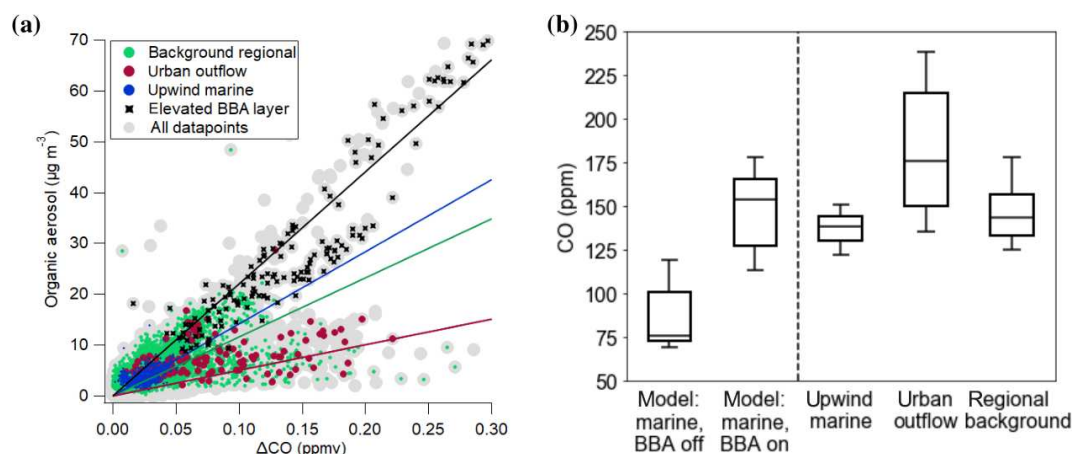 (a)
70
60
50
40
30
20
10
0
Organic aerosol (µg m⁻³)
Background regional
Urban outflow
Upwind marine
Elevated BBA layer
All datapoints
0.00 0.05 0.10 0.15 0.20 0.25 0.30
ΔCO (ppmv)
(b)
250
225
200
175
150
125
100
75
50
CO (ppm)
Model: marine, BBA off
Model: marine, BBA on
Upwind marine
Urban outflow
Regional background